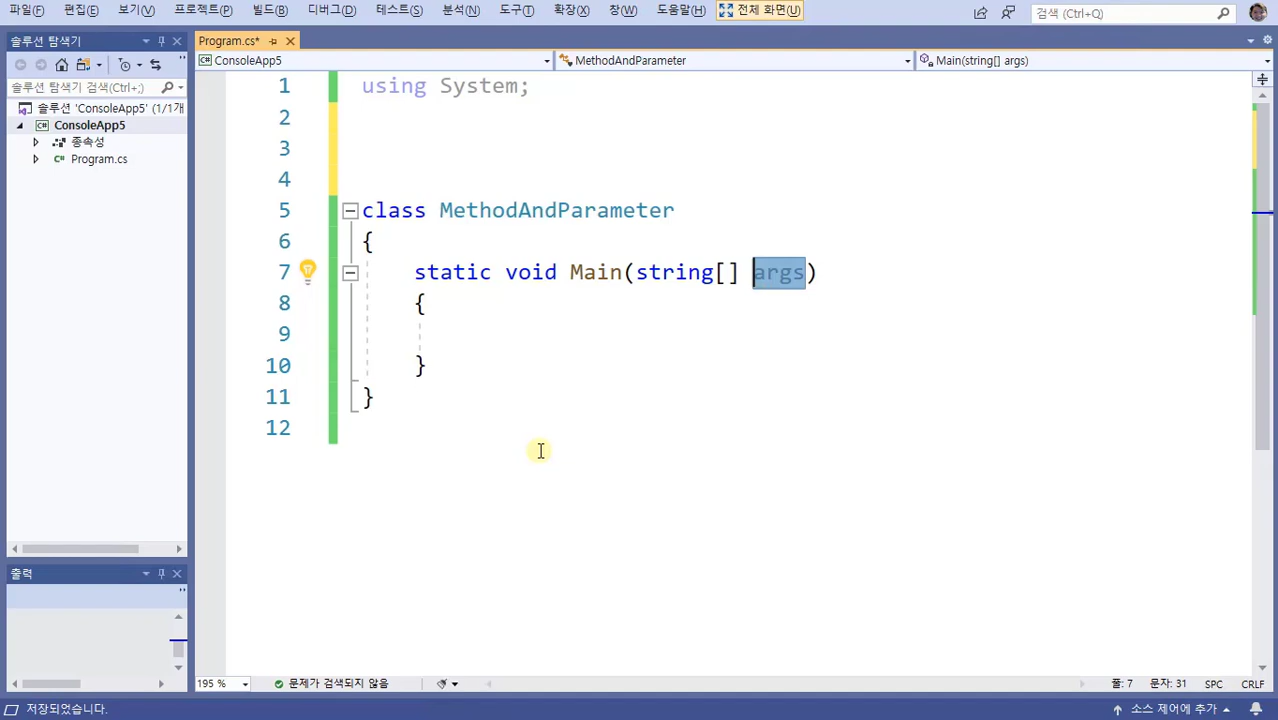 파일(F) 편집(E) 보기(V) 프로젝트(P) 빌드(B) 디버그(D) 테스트(S) 분석(N) 도구(T) 확장(X) 창(W) 도움말(H) 전체 화면(U) 검색 (Ctrl+Q)
솔루션 탐색기
Program.cs*
ConsoleApp5 MethodAndParameter Main(string[] args)
솔루션 탐색기 검색(Ctrl+;)
솔루션 'ConsoleApp5' (1/1개
ConsoleApp5
종속성
Program.cs
1 using System;
2
3
4
5 class MethodAndParameter
6 {
7 static void Main(string[] args)
8 {
9
10 }
11 }
12
출력
195 % 문제가 검색되지 않음 줄: 7 문자: 31 SPC CRLF
저장되었습니다. 소스 제어에 추가